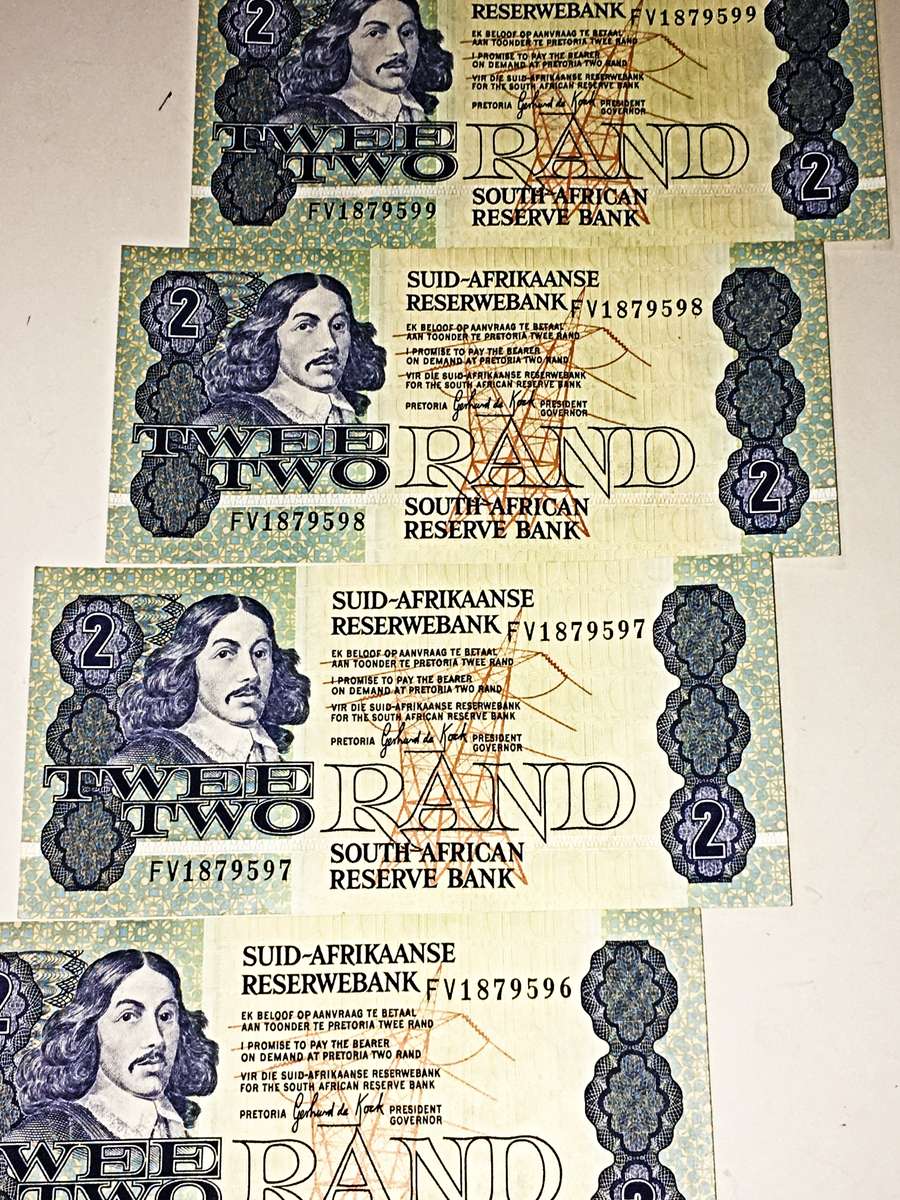 2
RESERWEBANK FV1879599
EK BELOOF OP AANVRAAG TE BETAAL
AAN TOONDER TE PRETORIA TWEE RAND
I PROMISE TO PAY THE BEARER
ON DEMAND AT PRETORIA TWO RAND
VIR DIE SUID-AFRIKAANSE RESERWEBANK
FOR THE SOUTH AFRICAN RESERVE BANK
PRETORIA Gerhard de Kock PRESIDENT
GOVERNOR
TWEE
TWO
RAND
2
FV1879599
SOUTH AFRICAN
RESERVE BANK
2
SUID-AFRIKAANSE
RESERWEBANK FV1879598
EK BELOOF OP AANVRAAG TE BETAAL
AAN TOONDER TE PRETORIA TWEE RAND
I PROMISE TO PAY THE BEARER
ON DEMAND AT PRETORIA TWO RAND
VIR DIE SUID-AFRIKAANSE RESERWEBANK
FOR THE SOUTH AFRICAN RESERVE BANK
PRETORIA Gerhard de Kock PRESIDENT
GOVERNOR
TWEE
TWO
RAND
2
FV1879598
SOUTH AFRICAN
RESERVE BANK
2
SUID-AFRIKAANSE
RESERWEBANK FV1879597
EK BELOOF OP AANVRAAG TE BETAAL
AAN TOONDER TE PRETORIA TWEE RAND
I PROMISE TO PAY THE BEARER
ON DEMAND AT PRETORIA TWO RAND
VIR DIE SUID-AFRIKAANSE RESERWEBANK
FOR THE SOUTH AFRICAN RESERVE BANK
PRETORIA Gerhard de Kock PRESIDENT
GOVERNOR
TWEE
TWO
RAND
2
FV1879597
SOUTH AFRICAN
RESERVE BANK
2
SUID-AFRIKAANSE
RESERWEBANK FV1879596
EK BELOOF OP AANVRAAG TE BETAAL
AAN TOONDER TE PRETORIA TWEE RAND
I PROMISE TO PAY THE BEARER
ON DEMAND AT PRETORIA TWO RAND
VIR DIE SUID-AFRIKAANSE RESERWEBANK
FOR THE SOUTH AFRICAN RESERVE BANK
PRETORIA Gerhard de Kock PRESIDENT
GOVERNOR
WEE
TWO
RAND
2